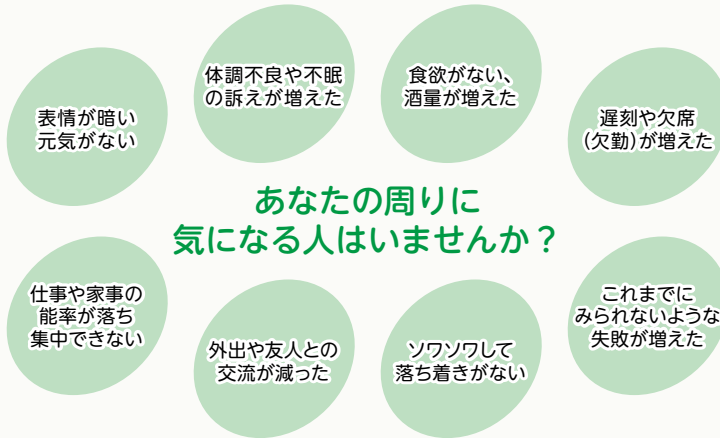 表情が暗い
元気がない
体調不良や不眠
の訴えが増えた
食欲がない、
酒量が増えた
遅刻や欠席
(欠勤)が増えた
あなたの周りに
気になる人はいませんか？
仕事や家事の
能率が落ち
集中できない
外出や友人との
交流が減った
ソワソワして
落ち着きがない
これまでに
みられないような
失敗が増えた